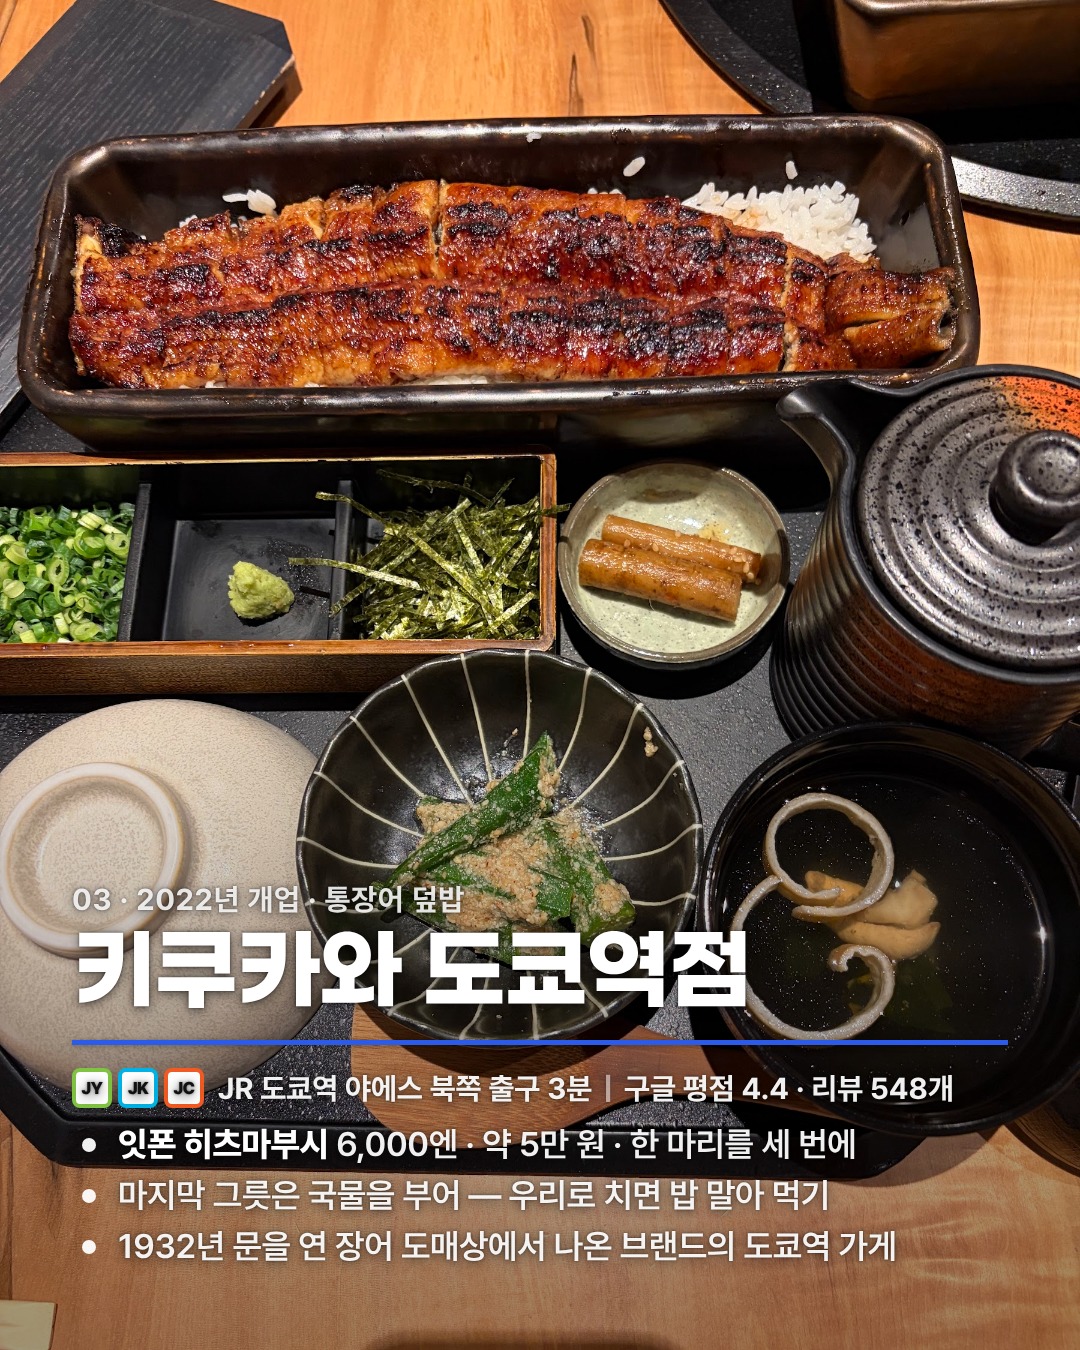 03 · 2022년 개업 · 통장어 덮밥
키쿠카와 도쿄역점
JY JK JC JR 도쿄역 야에스 북쪽 출구 3분 | 구글 평점 4.4 · 리뷰 548개
• 잇폰 히츠마부시 6,000엔 · 약 5만 원 · 한 마리를 세 번에
• 마지막 그릇은 국물을 부어 — 우리로 치면 밥 말아 먹기
• 1932년 문을 연 장어 도매상에서 나온 브랜드의 도쿄역 가게